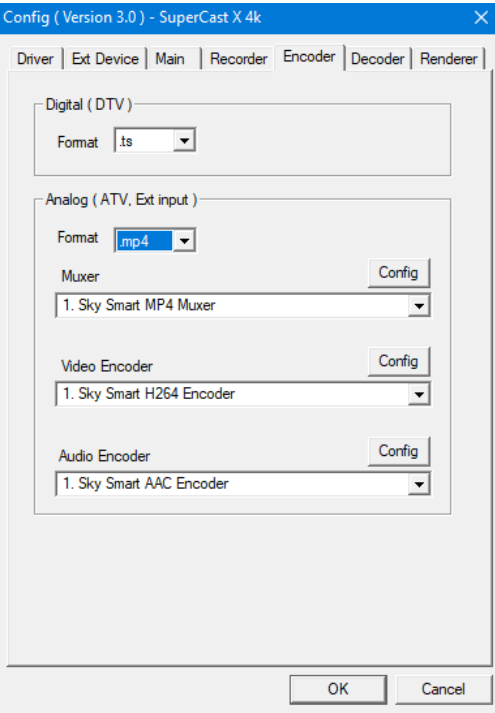 Config ( Version 3.0 ) - SuperCast X 4k
Driver Ext Device Main Recorder Encoder Decoder Renderer
Digital ( DTV )
Format .ts
Analog ( ATV, Ext input )
Format .mp4
Muxer Config
1. Sky Smart MP4 Muxer
Video Encoder Config
1. Sky Smart H264 Encoder
Audio Encoder Config
1. Sky Smart AAC Encoder
OK Cancel